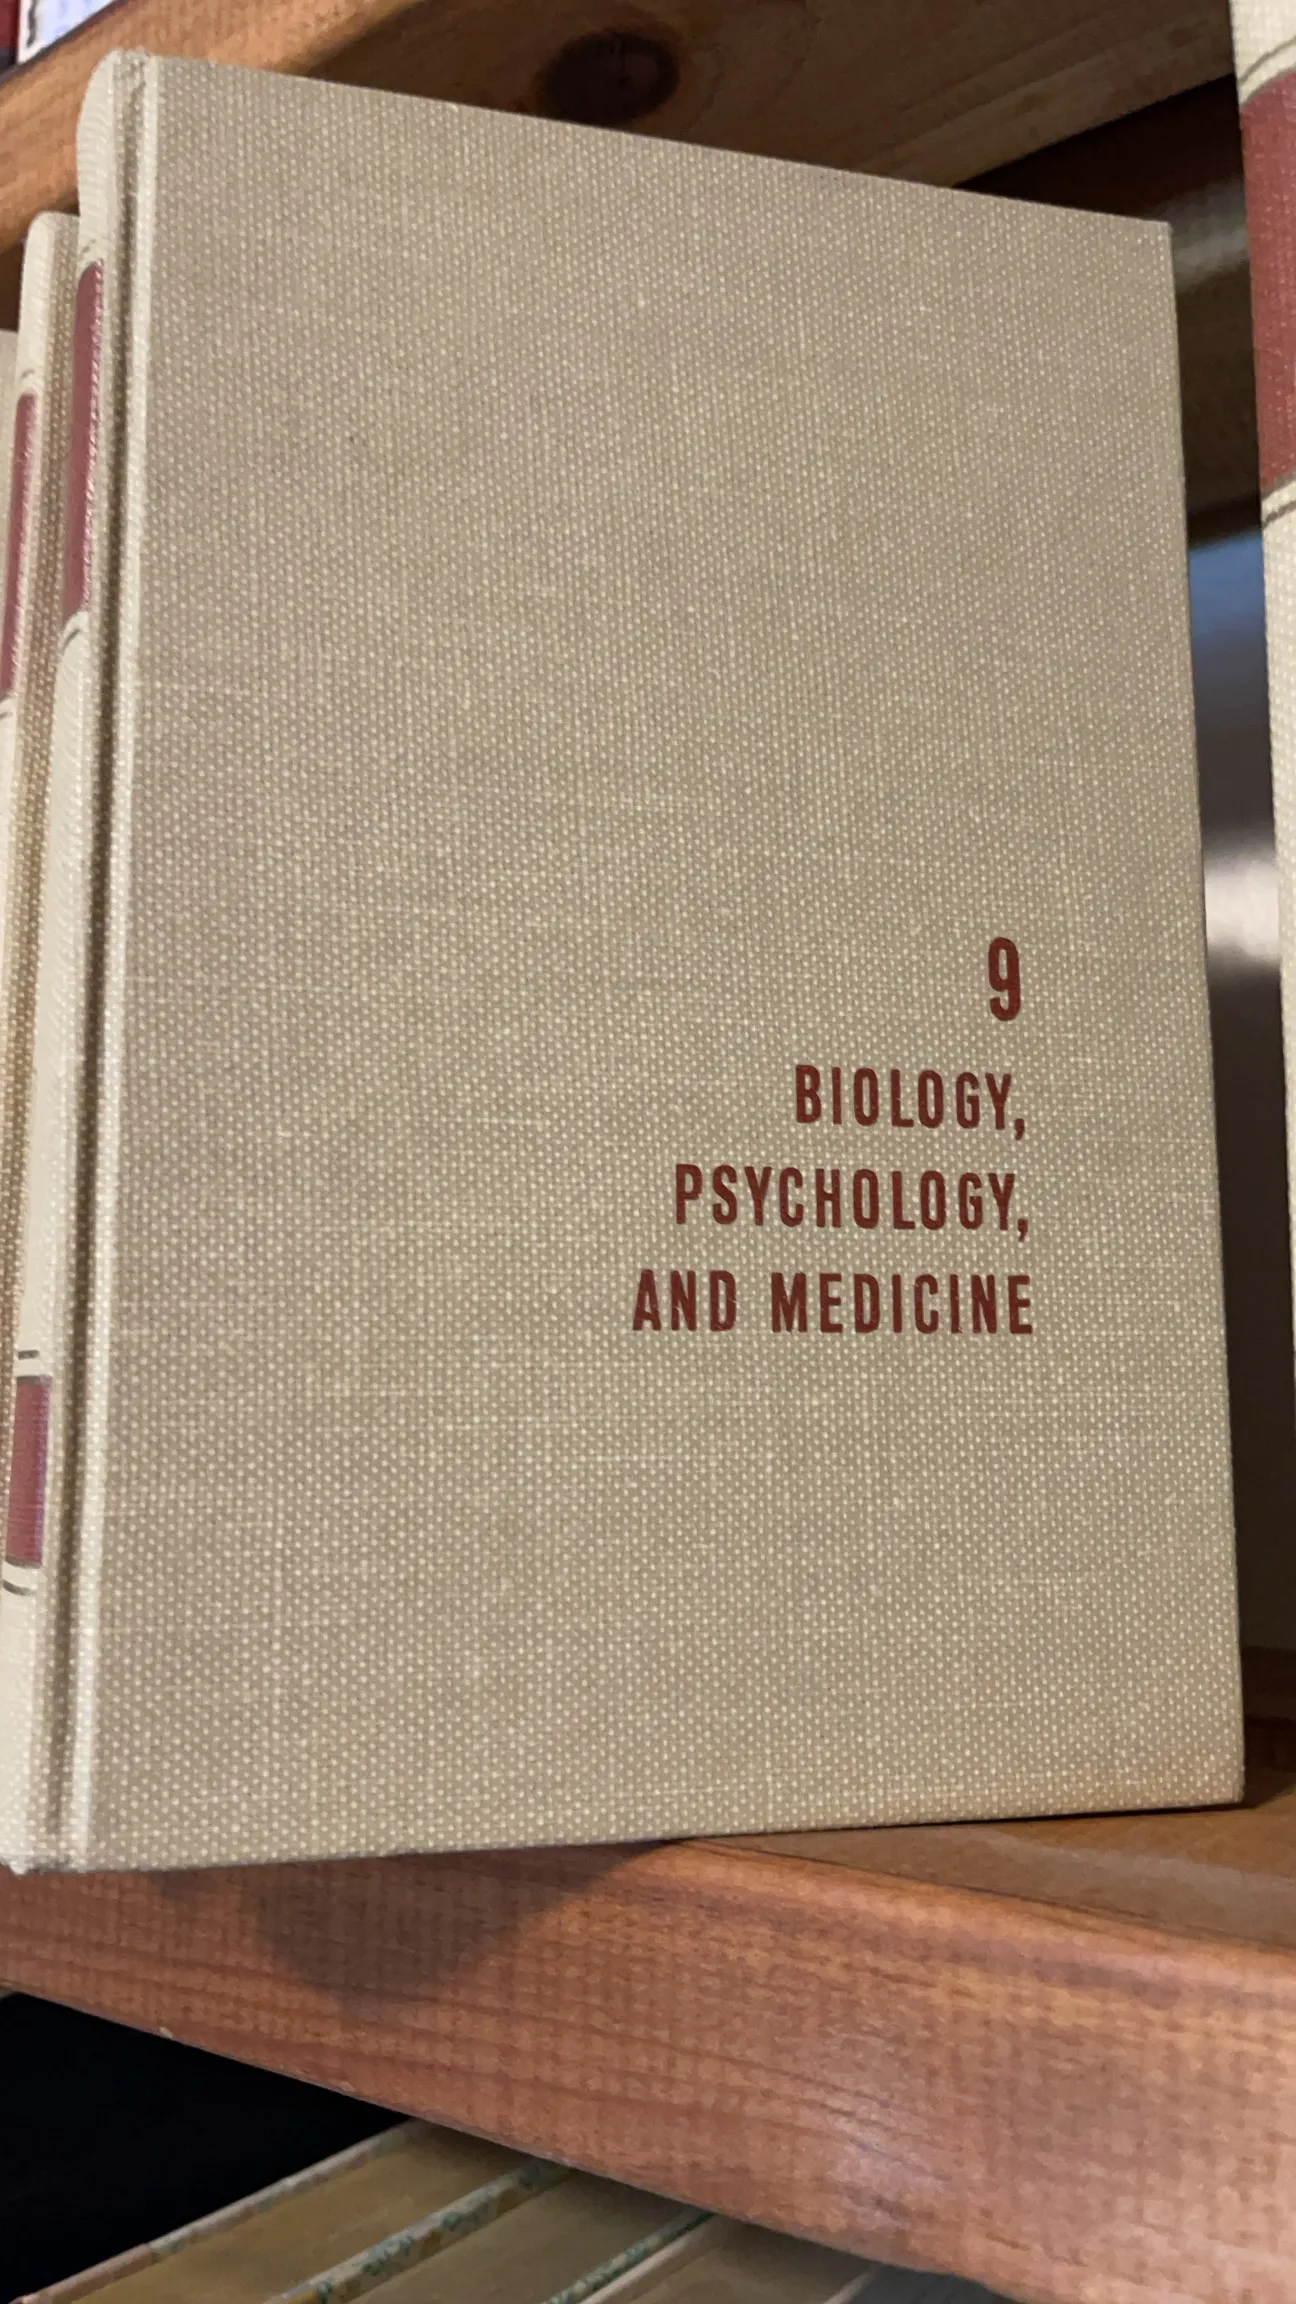 9
BIOLOGY,
PSYCHOLOGY,
AND MEDICINE